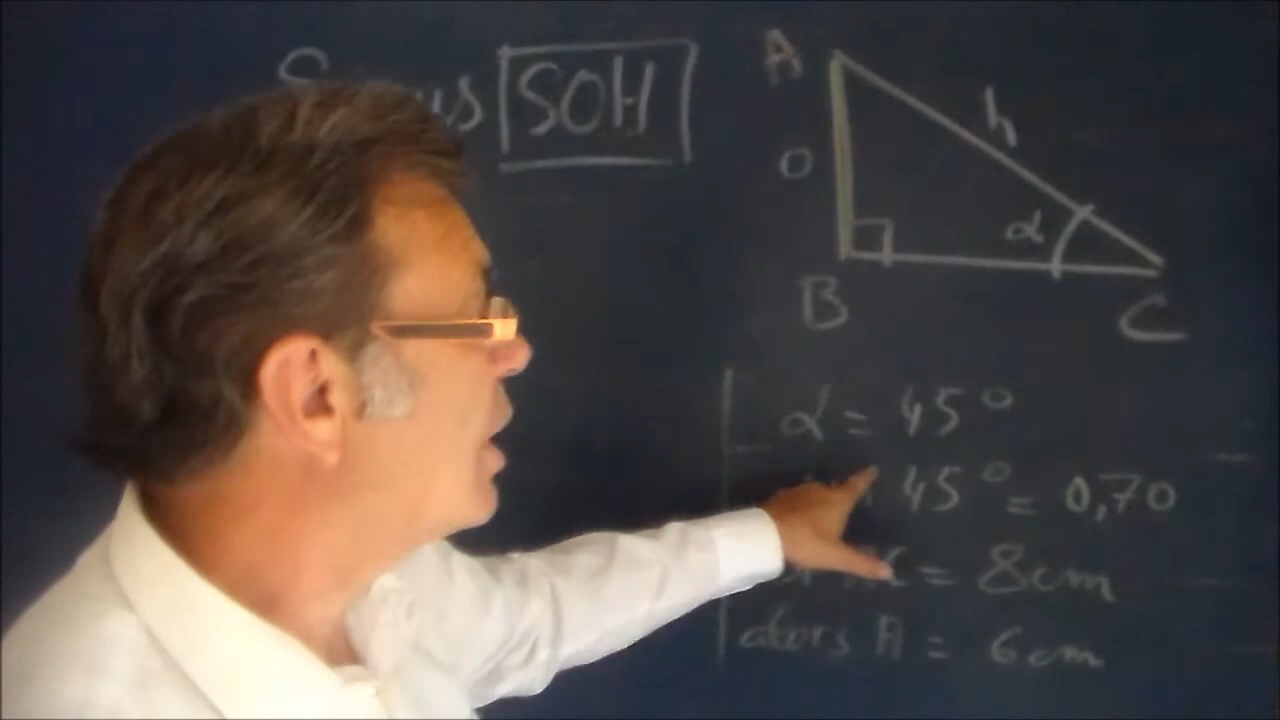 SOH
A
h
o
α
B
C
α = 45°
45° = 0,70
= 8cm
alors A = 6cm